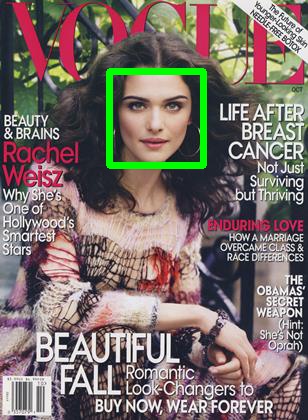 VOGUE
The Future of
Younger-Looking Skin
NEEDLE-FREE BOTOX
OCT
BEAUTY
& BRAINS
Rachel
Weisz
Why She's
One of
Hollywood's
Smartest
Stars
LIFE AFTER
BREAST
CANCER
Not Just
Surviving
but Thriving
ENDURING LOVE
HOW A MARRIAGE
OVERCAME CLASS &
RACE DIFFERENCES
THE
OBAMAS'
SECRET
WEAPON
(Hint:
She's Not
Oprah)
BEAUTIFUL
FALL
Romantic
Look-Changers to
BUY NOW, WEAR FOREVER